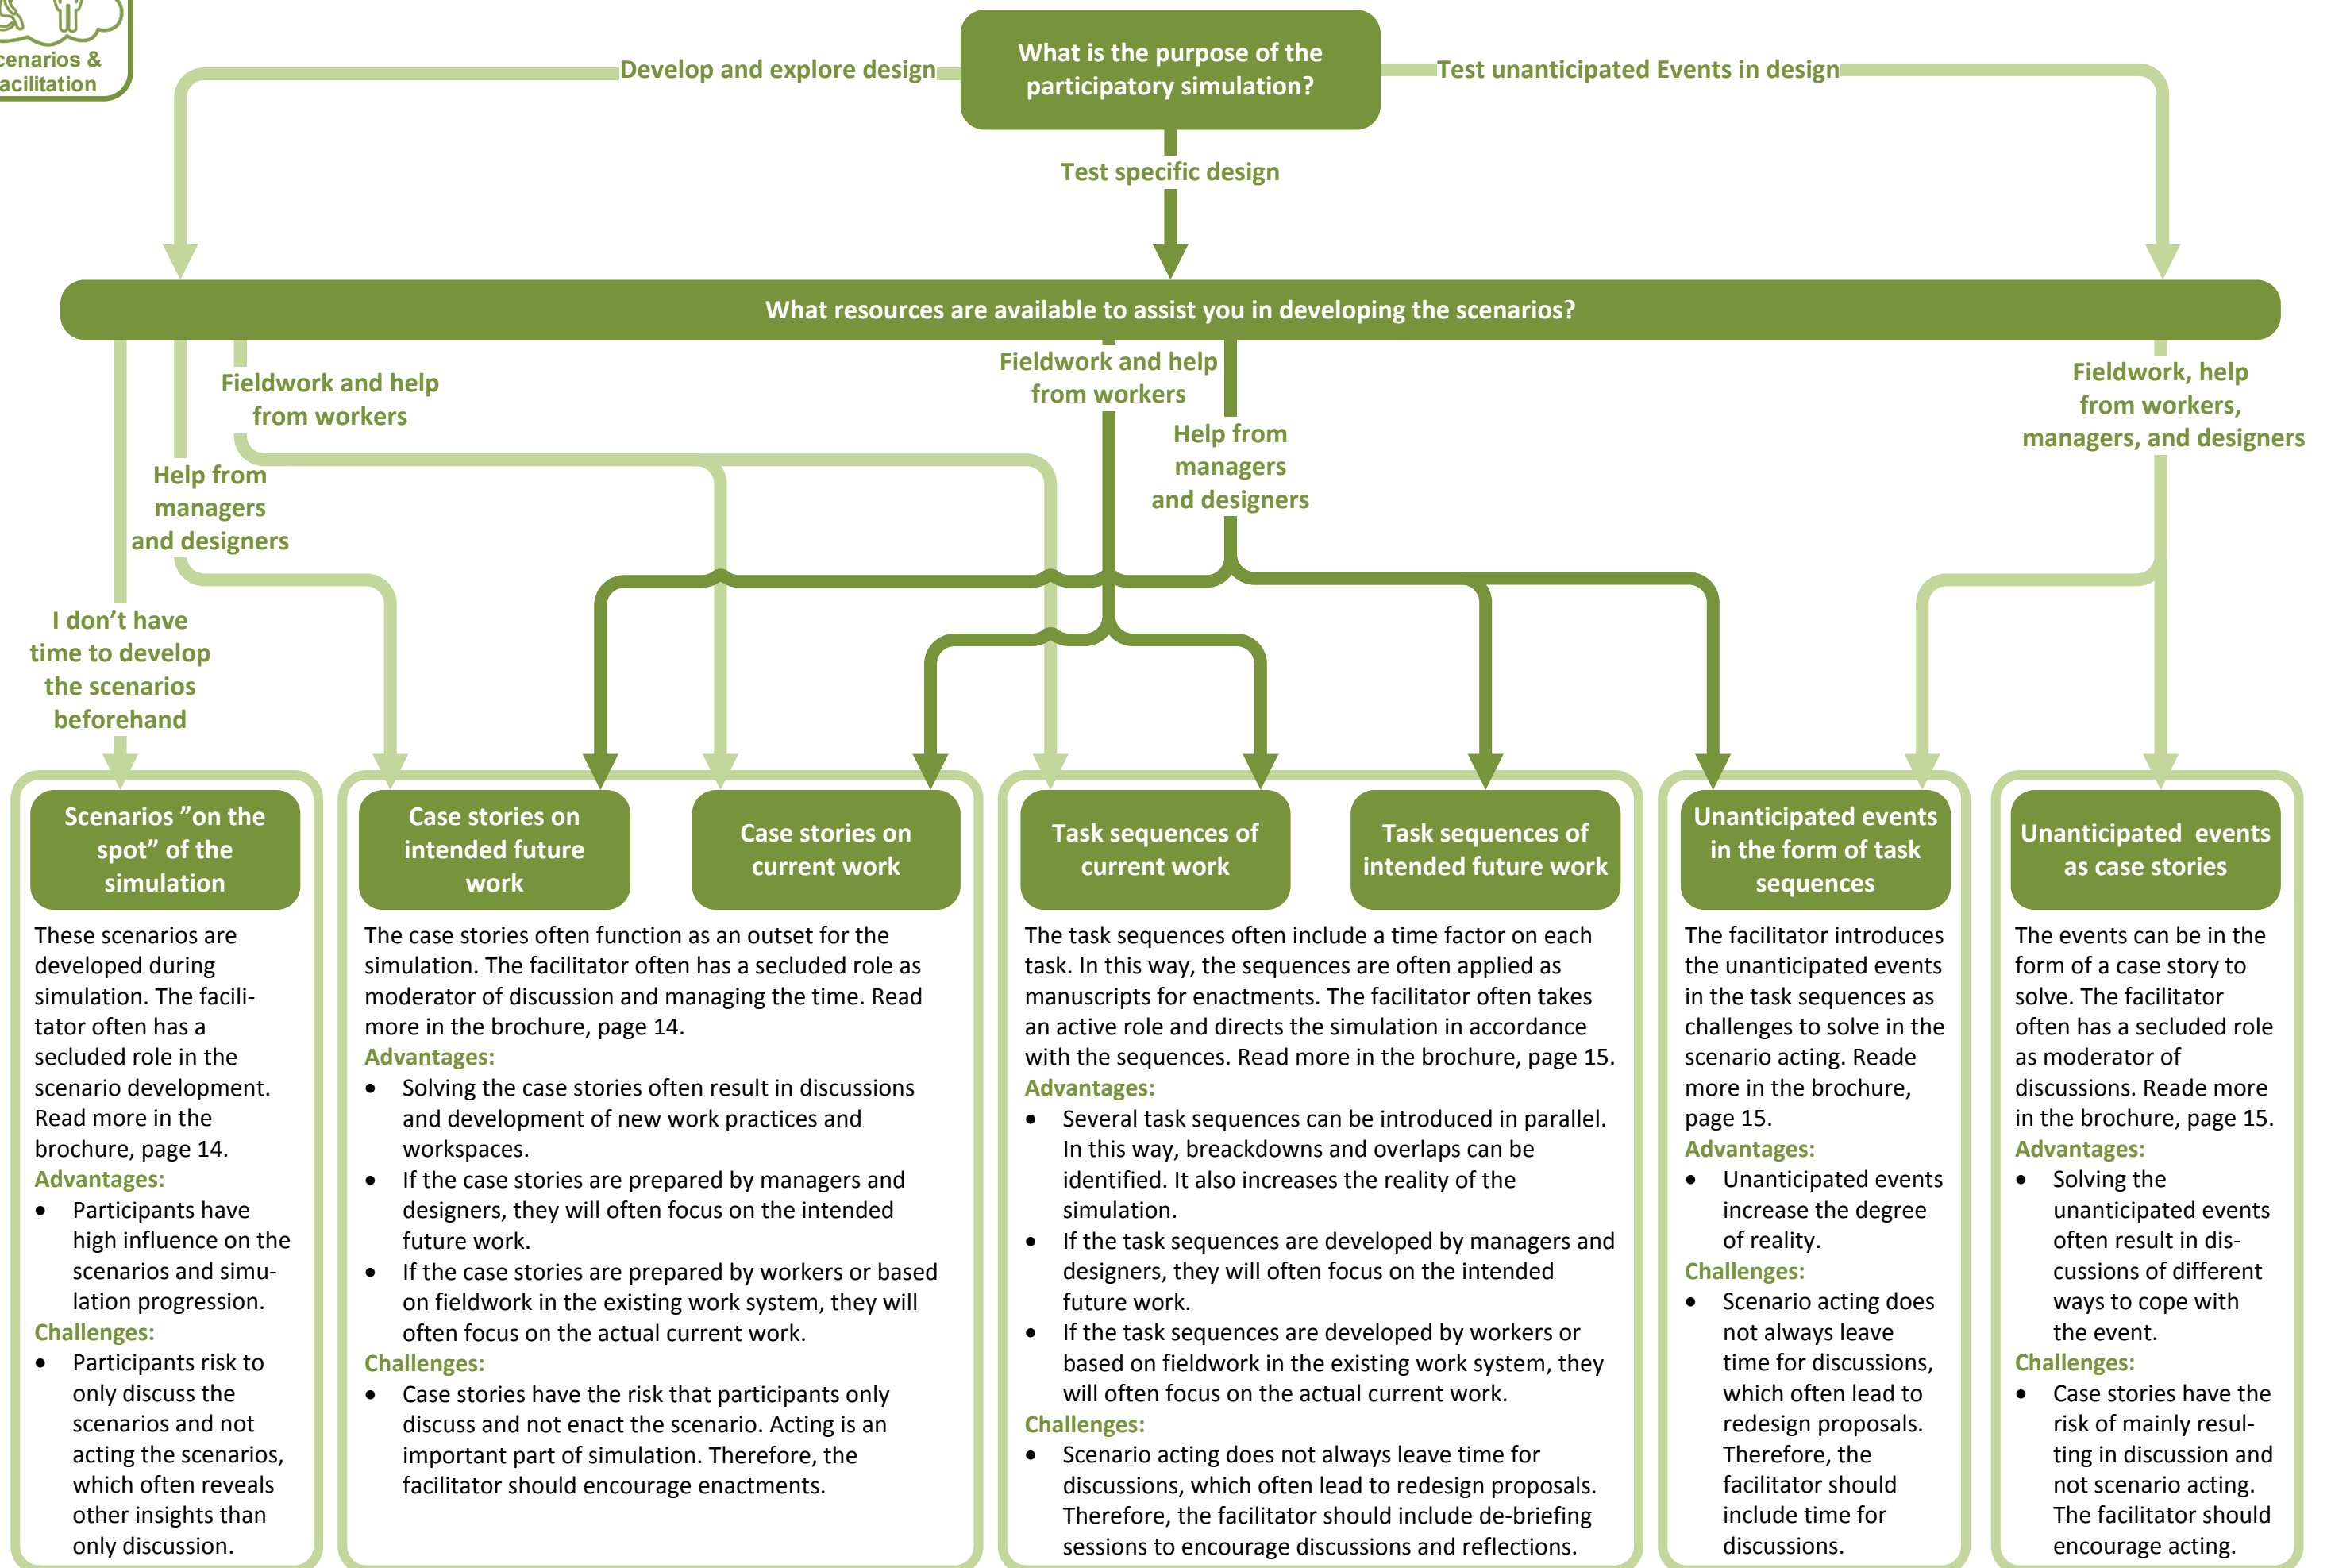 cenarios &
acilitation
What is the purpose of the
participatory simulation?
Develop and explore design
Test unanticipated Events in design
Test specific design
What resources are available to assist you in developing the scenarios?
Fieldwork and help
from workers
Help from
managers
and designers
I don’t have
time to develop
the scenarios
beforehand
Fieldwork and help
from workers
Help from
managers
and designers
Fieldwork, help
from workers,
managers, and designers
Scenarios ”on the
spot” of the
simulation
These scenarios are
developed during
simulation. The facili-
tator often has a
secluded role in the
scenario development.
Read more in the
brochure, page 14.
Advantages:
• Participants have
high influence on the
scenarios and simu-
lation progression.
Challenges:
• Participants risk to
only discuss the
scenarios and not
acting the scenarios,
which often reveals
other insights than
only discussion.
Case stories on
intended future
work
Case stories on
current work
The case stories often function as an outset for the
simulation. The facilitator often has a secluded role as
moderator of discussion and managing the time. Read
more in the brochure, page 14.
Advantages:
• Solving the case stories often result in discussions
and development of new work practices and
workspaces.
• If the case stories are prepared by managers and
designers, they will often focus on the intended
future work.
• If the case stories are prepared by workers or based
on fieldwork in the existing work system, they will
often focus on the actual current work.
Challenges:
• Case stories have the risk that participants only
discuss and not enact the scenario. Acting is an
important part of simulation. Therefore, the
facilitator should encourage enactments.
Task sequences of
current work
Task sequences of
intended future work
The task sequences often include a time factor on each
task. In this way, the sequences are often applied as
manuscripts for enactments. The facilitator often takes
an active role and directs the simulation in accordance
with the sequences. Read more in the brochure, page 15.
Advantages:
• Several task sequences can be introduced in parallel.
In this way, breackdowns and overlaps can be
identified. It also increases the reality of the
simulation.
• If the task sequences are developed by managers and
designers, they will often focus on the intended
future work.
• If the task sequences are developed by workers or
based on fieldwork in the existing work system, they
will often focus on the actual current work.
Challenges:
• Scenario acting does not always leave time for
discussions, which often lead to redesign proposals.
Therefore, the facilitator should include de-briefing
sessions to encourage discussions and reflections.
Unanticipated events
in the form of task
sequences
The facilitator introduces
the unanticipated events
in the task sequences as
challenges to solve in the
scenario acting. Reade
more in the brochure,
page 15.
Advantages:
• Unanticipated events
increase the degree
of reality.
Challenges:
• Scenario acting does
not always leave
time for discussions,
which often lead to
redesign proposals.
Therefore, the
facilitator should
include time for
discussions.
Unanticipated events
as case stories
The events can be in the
form of a case story to
solve. The facilitator
often has a secluded role
as moderator of
discussions. Reade more
in the brochure, page 15.
Advantages:
• Solving the
unanticipated events
often result in dis-
cussions of different
ways to cope with
the event.
Challenges:
• Case stories have the
risk of mainly resul-
ting in discussion and
not scenario acting.
The facilitator should
encourage acting.